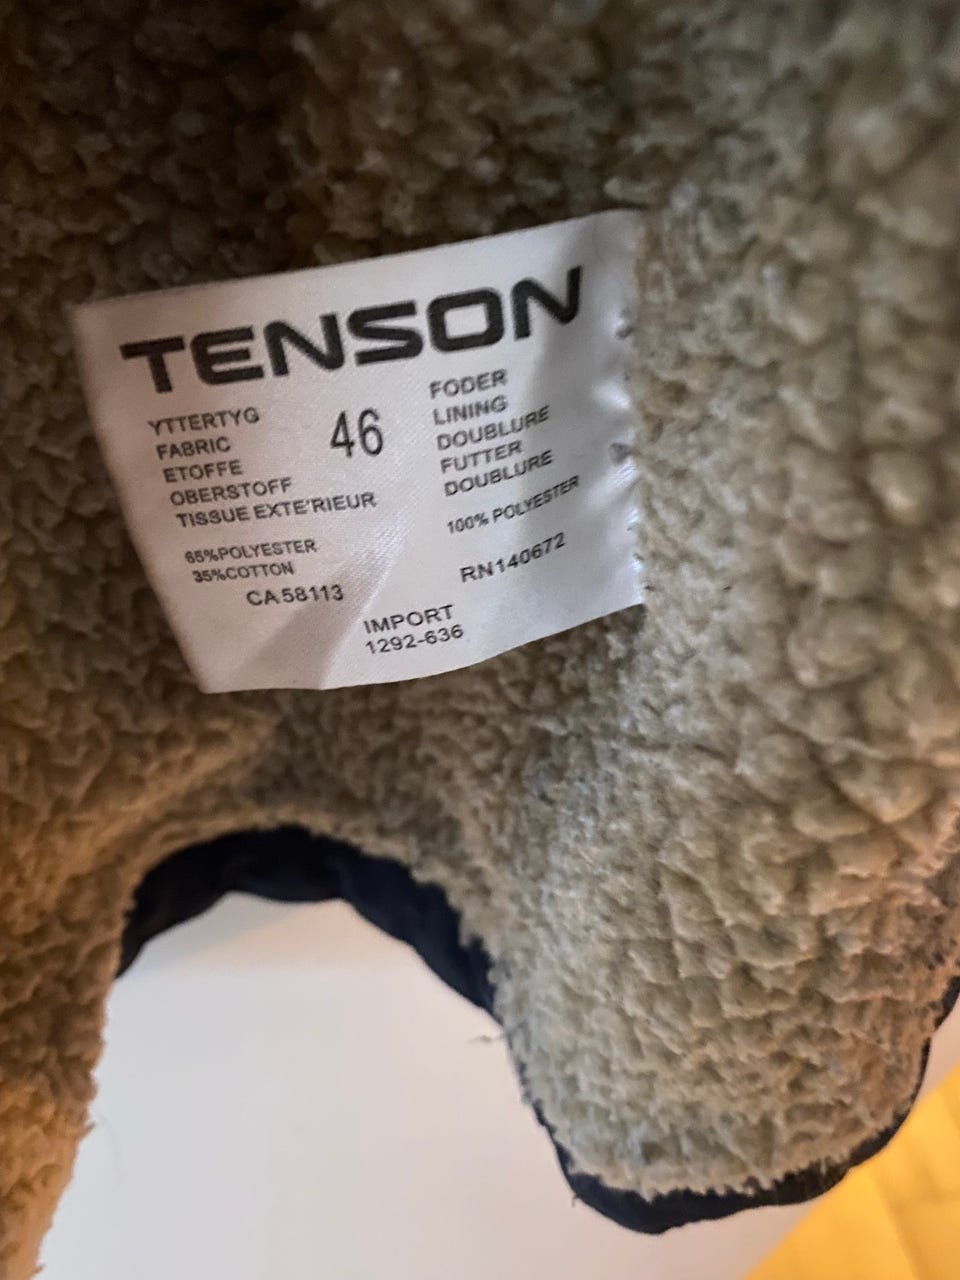 TENSON
YTTERTYG
FABRIC
ETOFFE
OBERSTOFF
TISSUE EXTE'RIEUR
65%POLYESTER
35%COTTON
CA 58113
46
FODER
LINING
DOUBLURE
FUTTER
DOUBLURE
100% POLYESTER
RN140672
IMPORT
1292-636